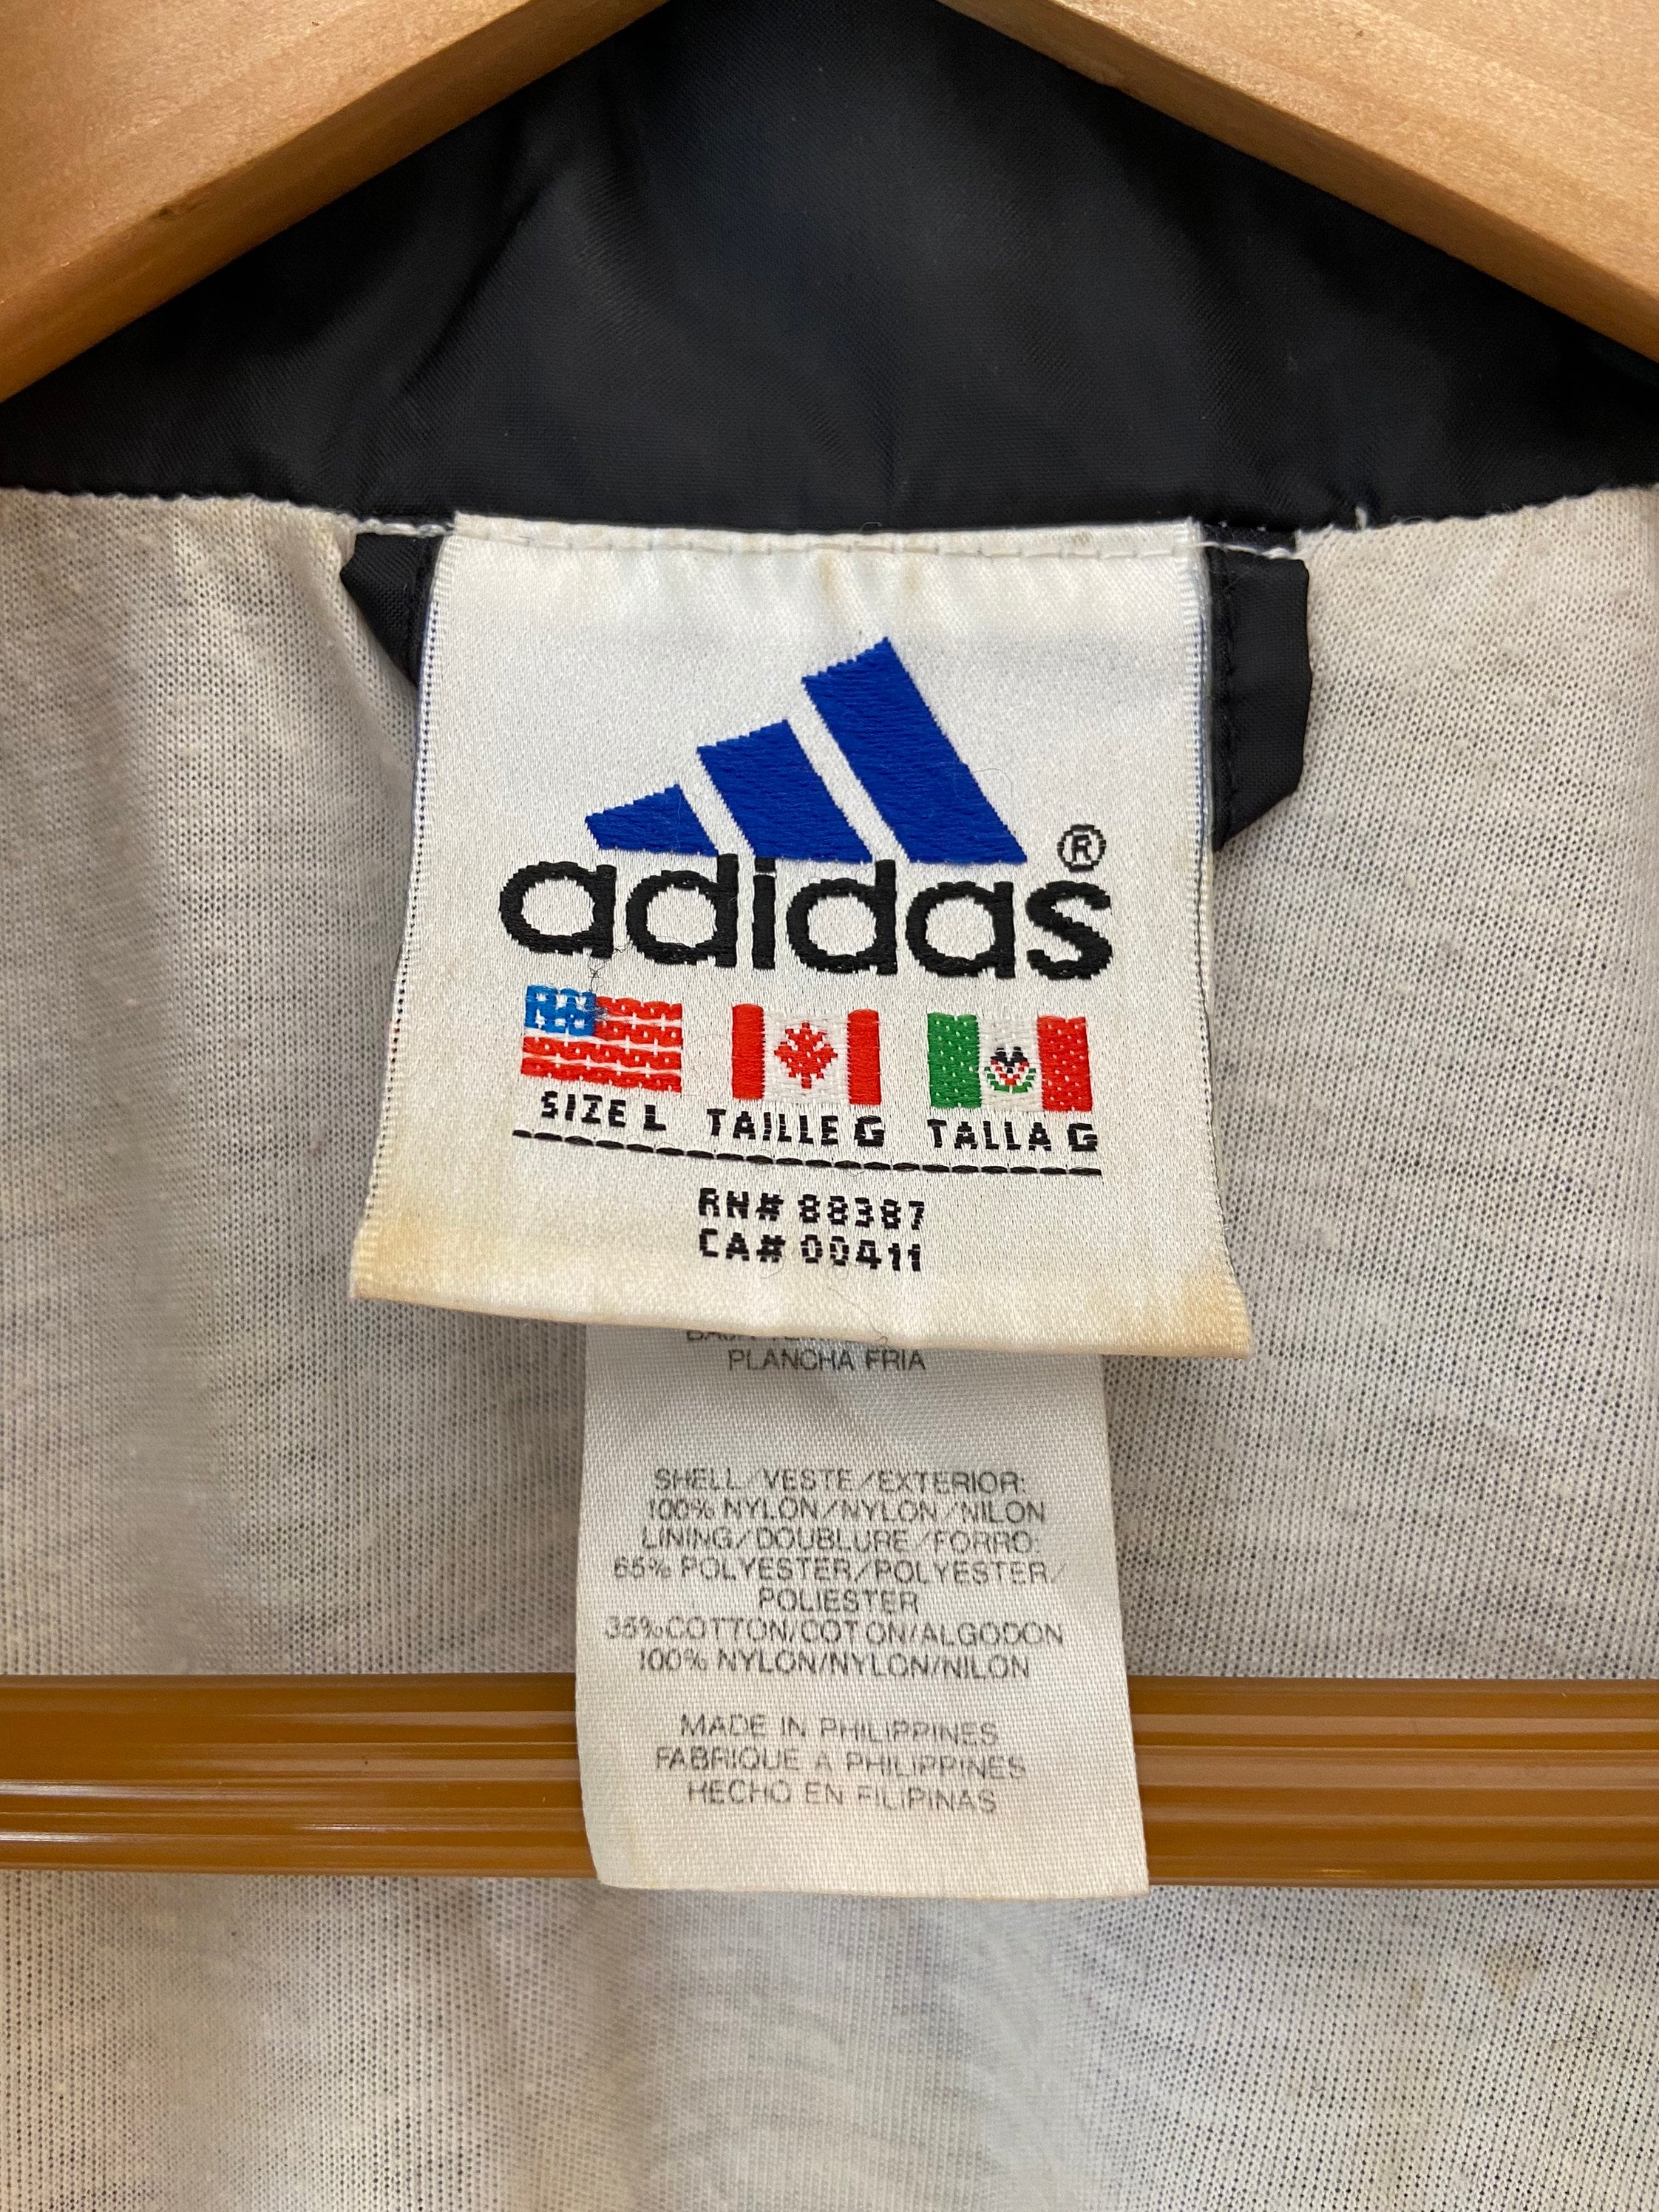 adidas ®
SIZE L TAILLE G TALLA G
RN# 88387
CA# 00411
PLANCHA FRIA
SHELL/VESTE/EXTERIOR:
100% NYLON/NYLON/NILON
LINING/DOUBLURE/FORRO:
65% POLYESTER/POLYESTER/
POLIESTER
35%COTTON/COT ON/ALGODON
100% NYLON/NYLON/NILON
MADE IN PHILIPPINES
FABRIQUE A PHILIPPINES
HECHO EN FILIPINAS